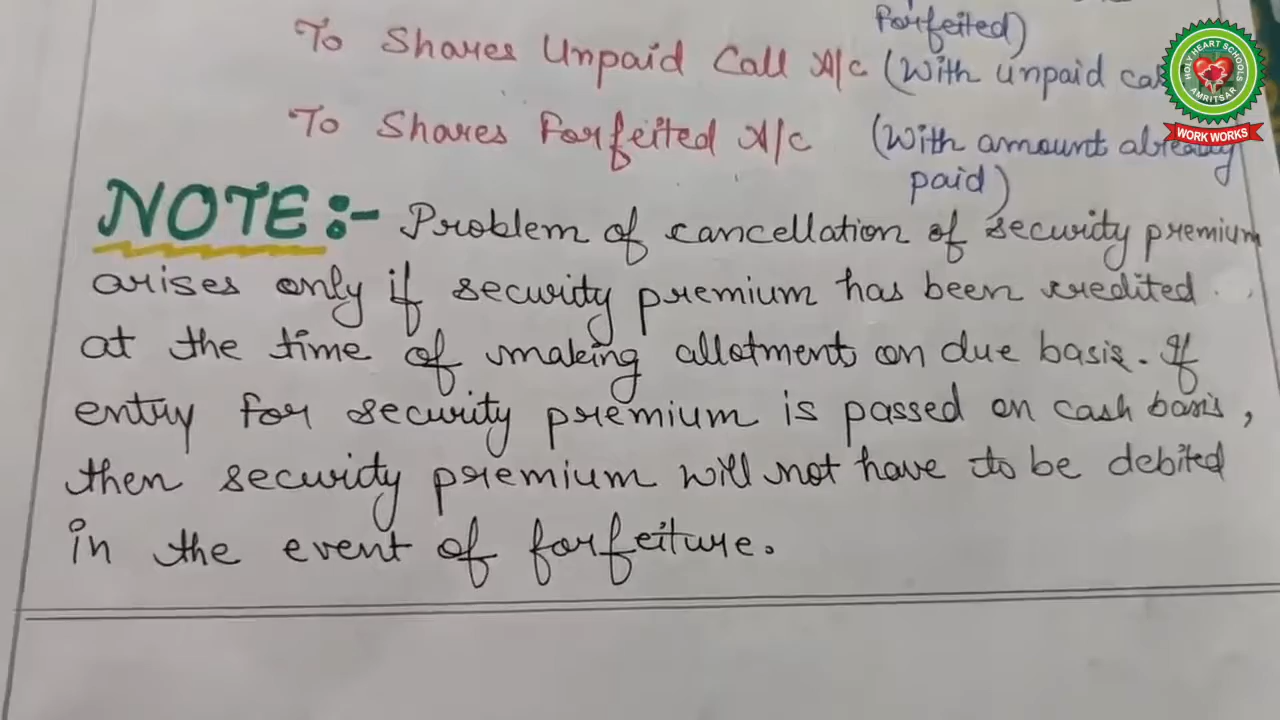 Forfeited)
To Shares Unpaid Call A/c (With unpaid
To Shares Forfeited A/c (With amount already
paid)
NOTE:- Problem of cancellation of security premium
arises only if security premium has been credited
at the time of making allotment on due basis. If
entry for security premium is passed on cash basis,
then security premium will not have to be debited
in the event of forfeiture.
HOLY HEART SCHOOLS
AMRITSAR
WORK WORKS